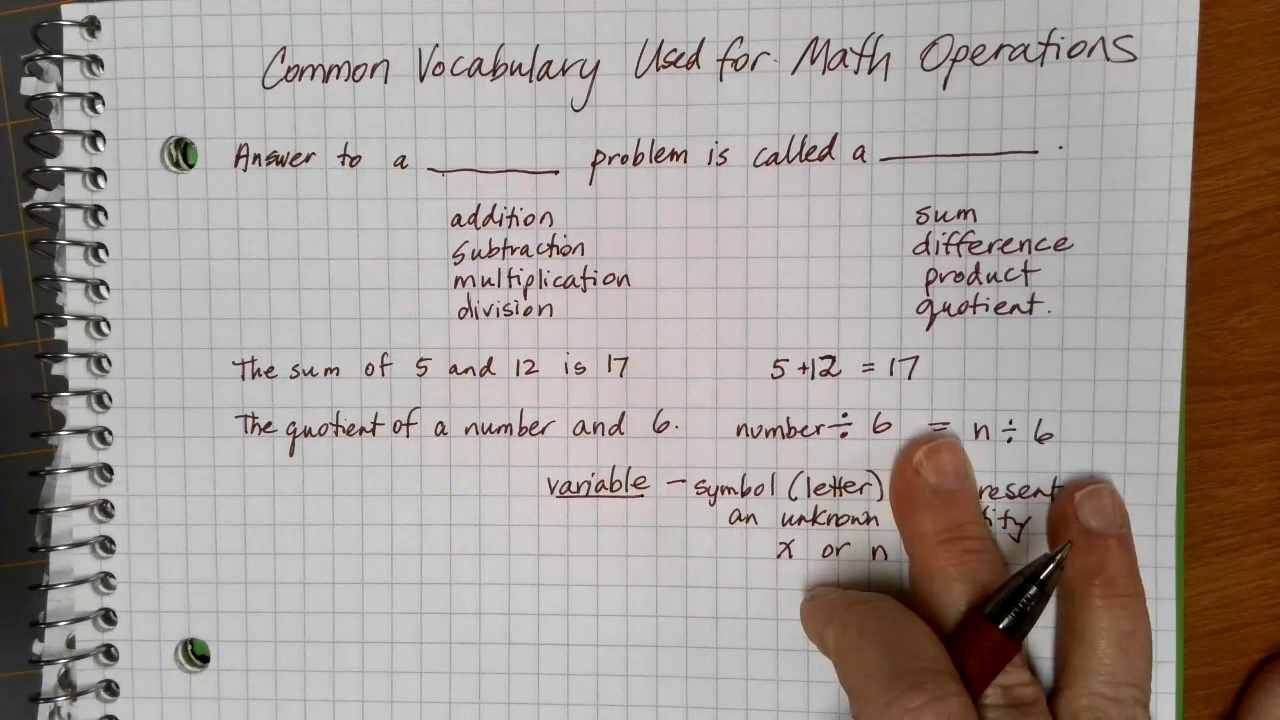 Common Vocabulary Used for Math Operations
Answer to a ________ problem is called a ________.
addition sum
subtraction difference
multiplication product
division quotient.
The sum of 5 and 12 is 17 5+12 = 17
The quotient of a number and 6. number ÷ 6 = n ÷ 6
variable - symbol (letter)
an unknown
x or n